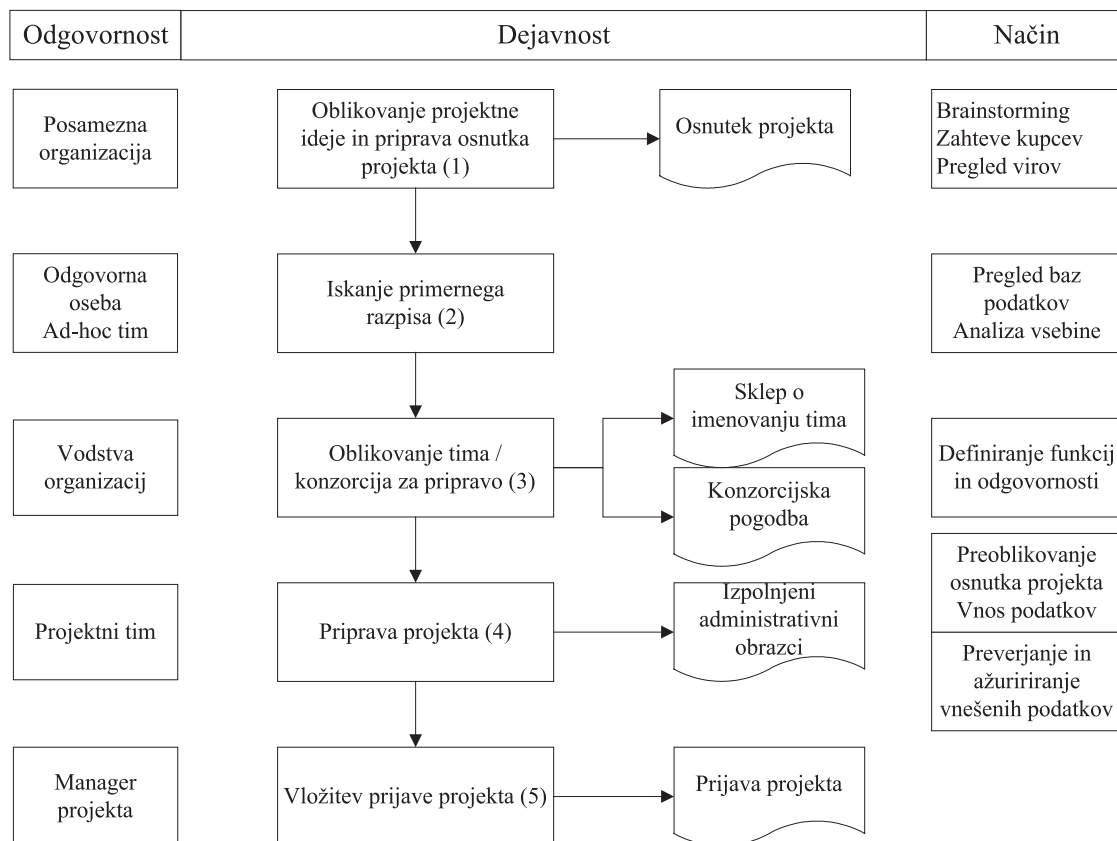 Odgovornost
Dejavnost
Način
Posamezna
organizacija
Oblikovanje projektne
ideje in priprava osnutka
projekta (1)
Osnutek projekta
Brainstorming
Zahteve kupcev
Pregled virov
Odgovorna
oseba
Ad-hoc tim
Iskanje primernega
razpisa (2)
Pregled baz
podatkov
Analiza vsebine
Vodstva
organizacij
Oblikovanje tima /
konzorcija za pripravo (3)
Sklep o
imenovanju tima
Konzorcijska
pogodba
Definiranje funkcij
in odgovornosti
Projektni tim
Priprava projekta (4)
Izpolnjeni
administrativni
obrazci
Preoblikovanje
osnutka projekta
Vnos podatkov
Preverjanje in
ažuririranje
vnešenih podatkov
Manager
projekta
Vložitev prijave projekta (5)
Prijava projekta